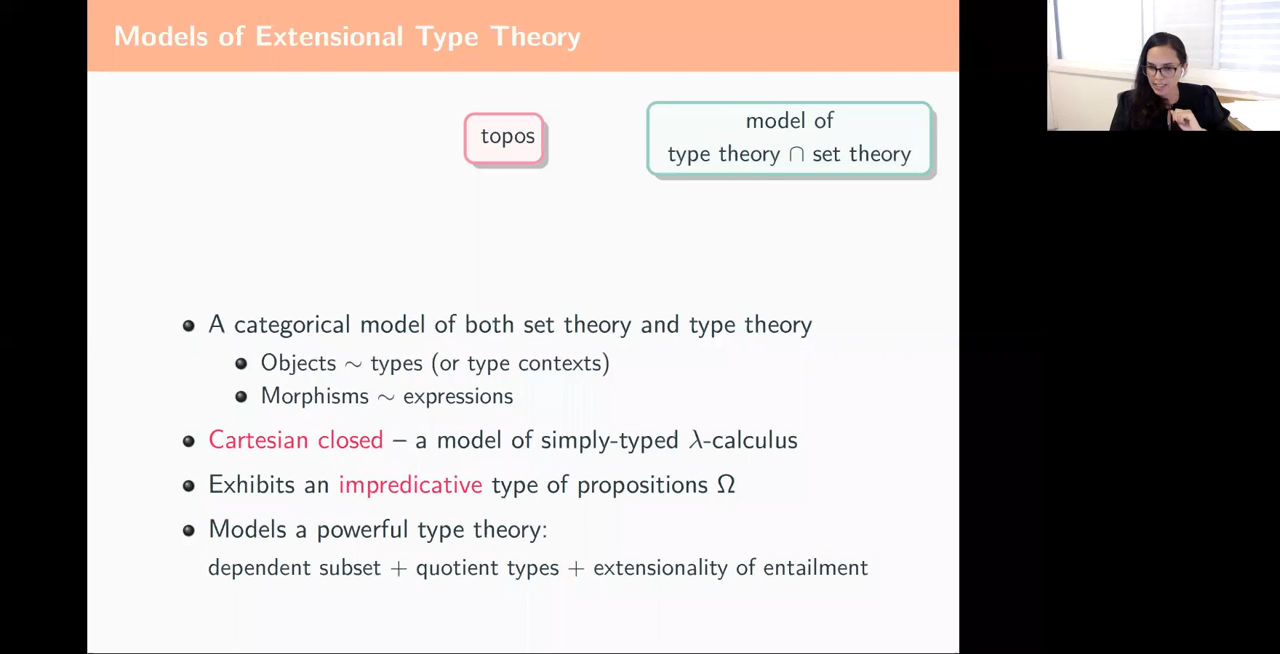 Models of Extensional Type Theory
topos
model of
type theory ∩ set theory
A categorical model of both set theory and type theory
Objects ∼ types (or type contexts)
Morphisms ∼ expressions
Cartesian closed – a model of simply-typed λ-calculus
Exhibits an impredicative type of propositions Ω
Models a powerful type theory:
dependent subset + quotient types + extensionality of entailment